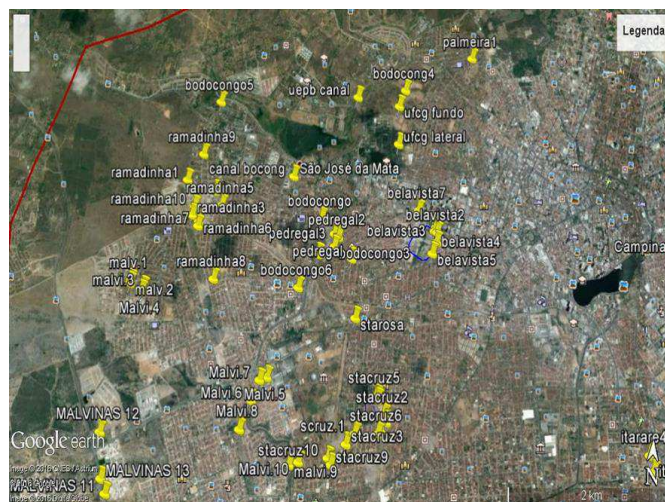 Legenda
palmeira1
bodocong4
uepb canal
bodocongo5
ufcg fundo
ufcg lateral
ramadinha9
canal bocong
São José da Mata
ramadinha1
ramadinha5
ramadinha10
ramadinha3
ramadinha7
ramadinha6
bodocongo
pedregal2
pedregal3
pedregal
bodocongo3
belavista7
belavista2
belavista3
belavista4
belavista5
Campina
malv-1
malv.3
malv 2
Malvi.4
ramadinha8
bodocongo6
starosa
Malvi.7
Malvi.6
Malvi.5
Malvi.8
stacruz5
stacruz2
stacruz6
scruz-1
stacruz3
stacruz10
stacruz9
Malvi.10
malvi.9
MALVINAS 12
MALVINAS 13
MALVINAS 11
itarare4
Google earth
N
2 km